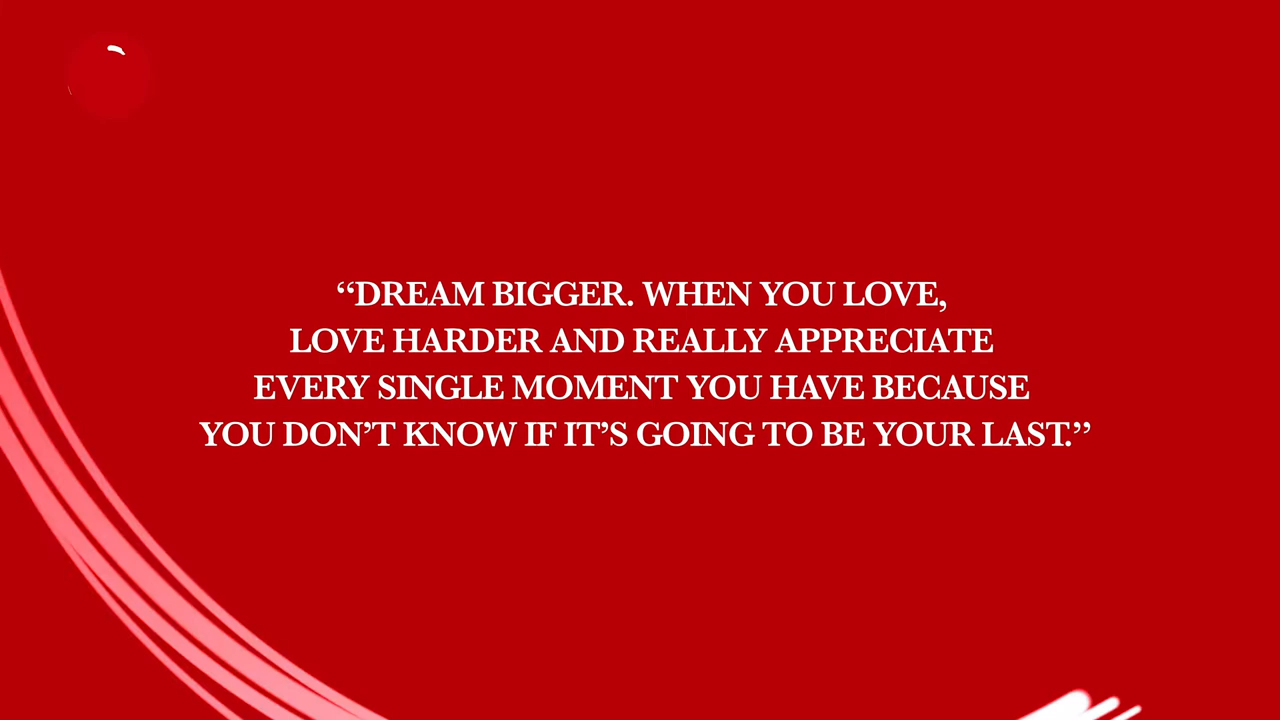 “DREAM BIGGER. WHEN YOU LOVE,
LOVE HARDER AND REALLY APPRECIATE
EVERY SINGLE MOMENT YOU HAVE BECAUSE
YOU DON’T KNOW IF IT’S GOING TO BE YOUR LAST.”